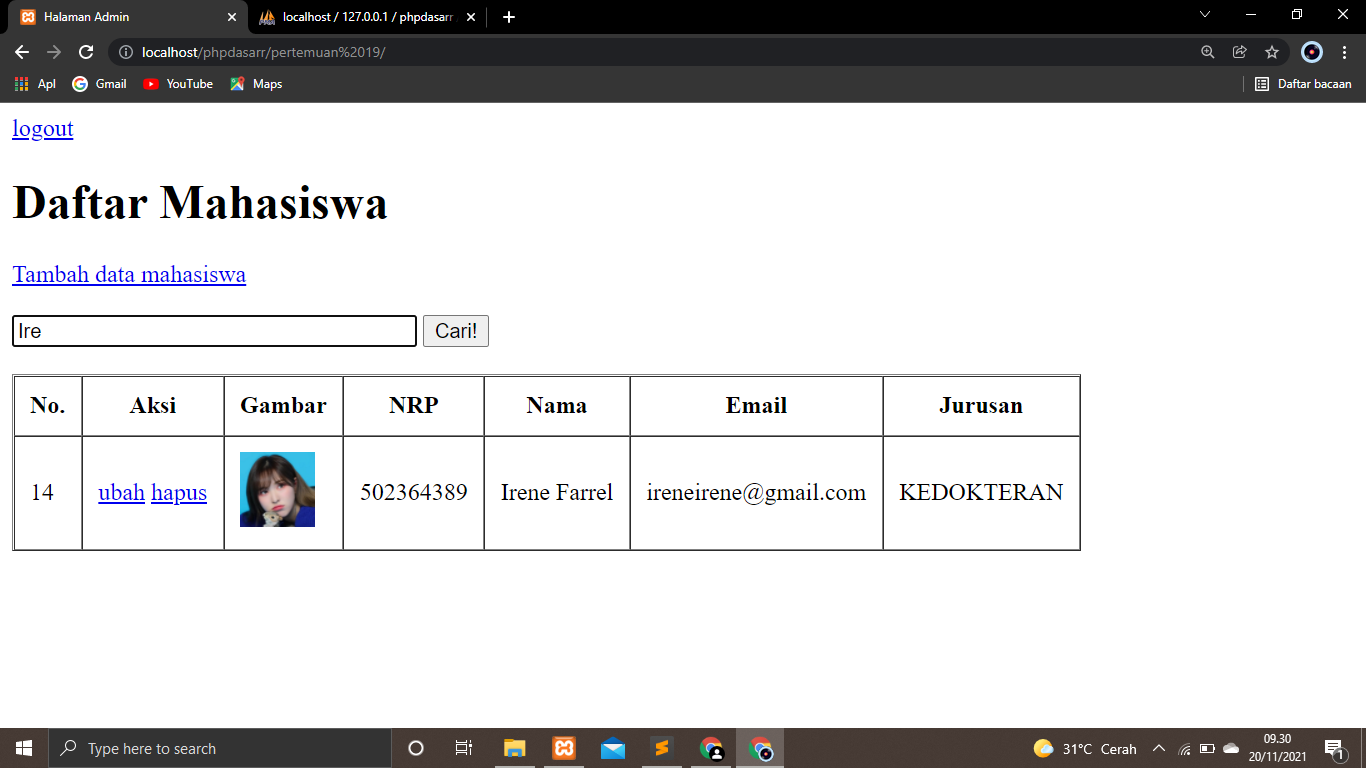 Halaman Admin
localhost / 127.0.0.1 / phpdasarr
localhost/phpdasarr/pertemuan%2019/
Apl Gmail YouTube Maps Daftar bacaan
logout
Daftar Mahasiswa
Tambah data mahasiswa
Ire Cari!
No. Aksi Gambar NRP Nama Email Jurusan
14 ubah hapus 502364389 Irene Farrel ireneirene@gmail.com KEDOKTERAN
Type here to search
31°C Cerah
09.30
20/11/2021
1